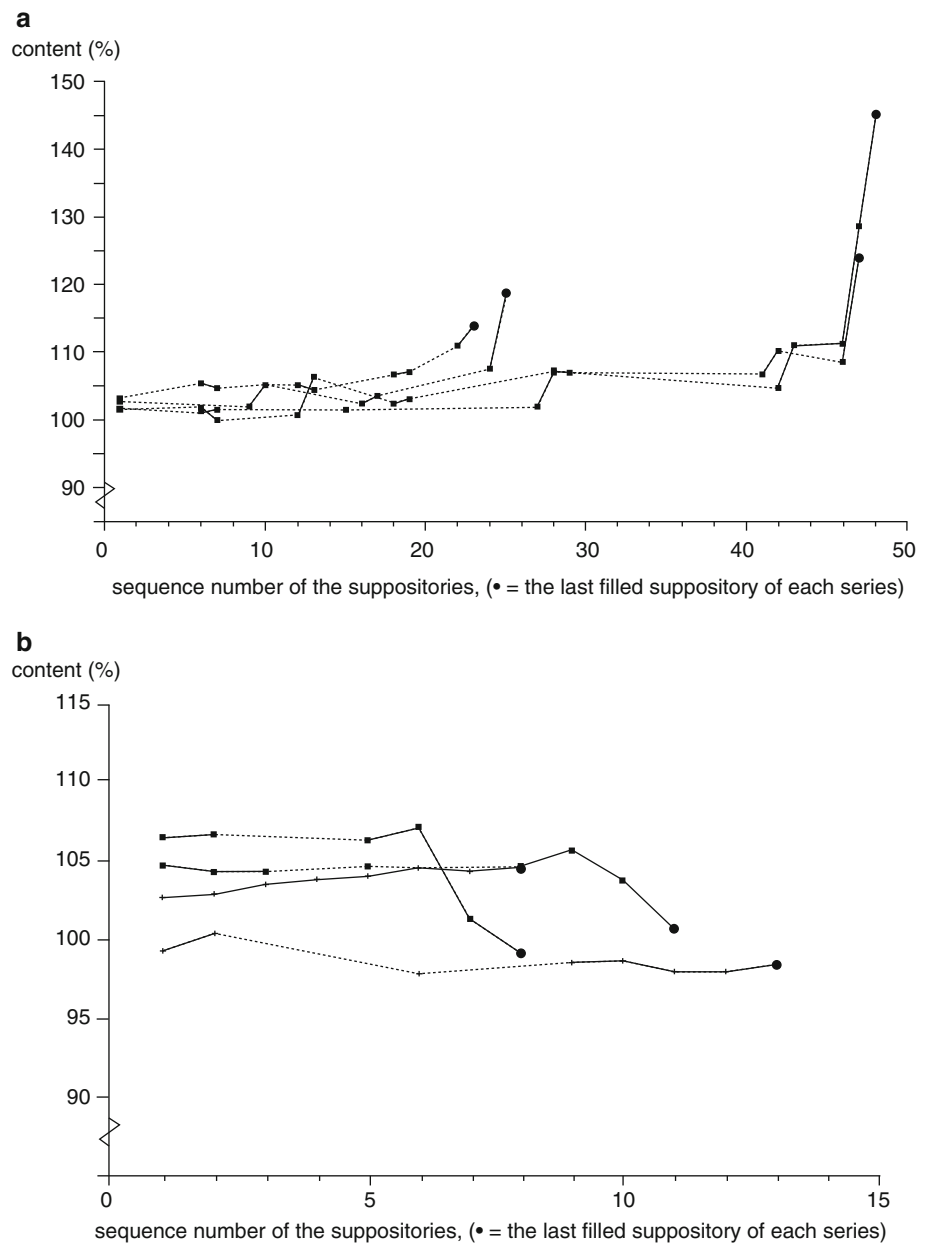 a
content (%)
150
140
130
120
110
100
90
0 10 20 30 40 50
sequence number of the suppositories, (• = the last filled suppository of each series)
b
content (%)
115
110
105
100
95
90
0 5 10 15
sequence number of the suppositories, (• = the last filled suppository of each series)